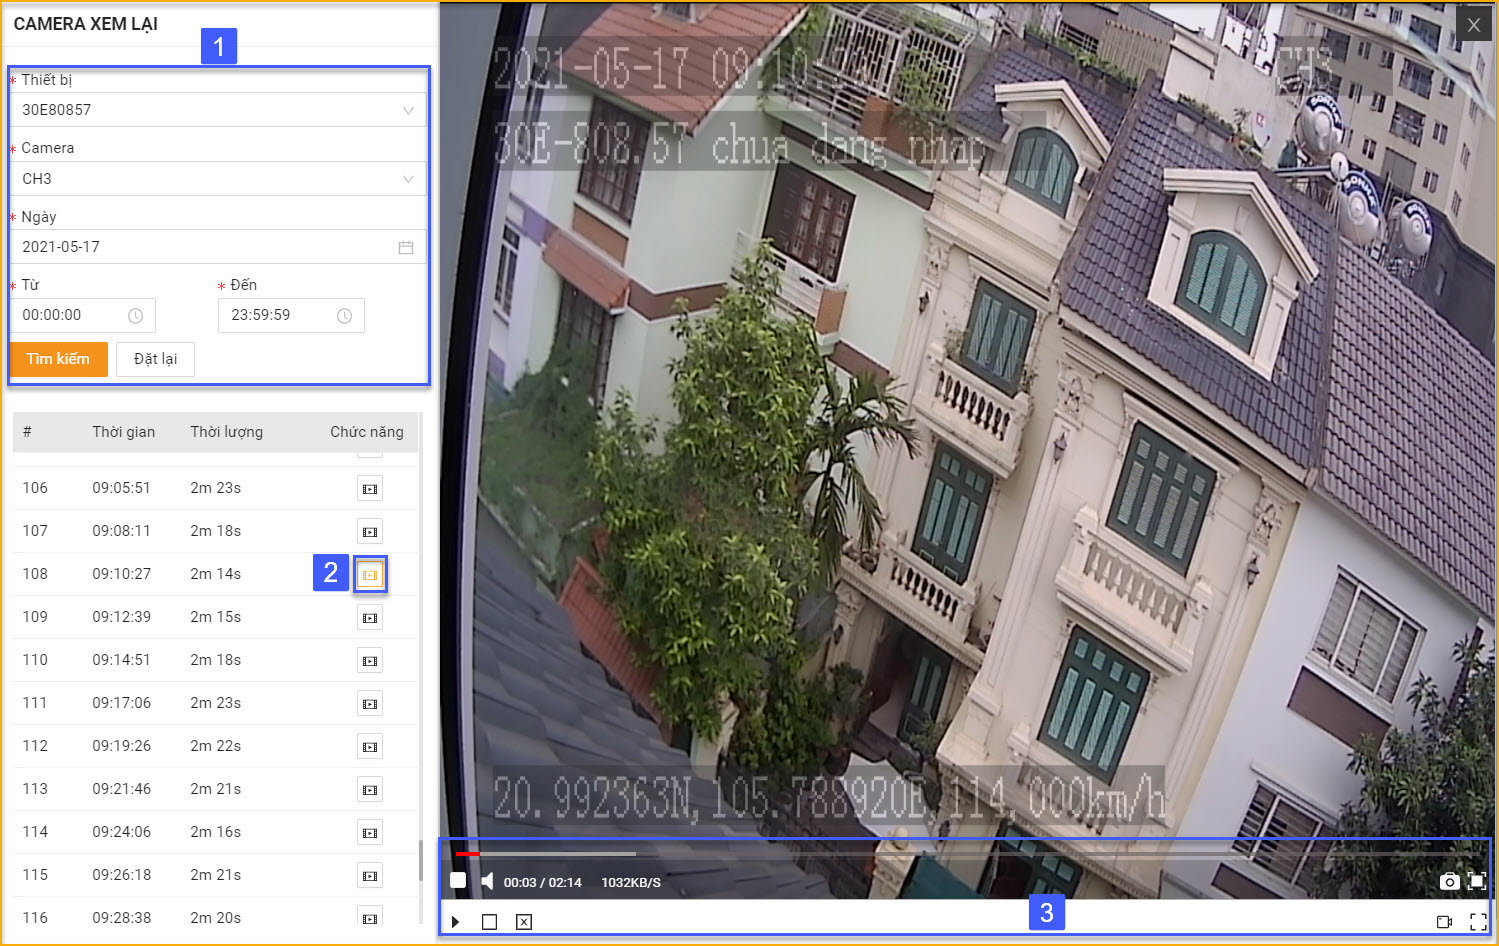 CAMERA XEM LẠI
1
* Thiết bị
30E80857
* Camera
CH3
* Ngày
2021-05-17
* Từ
* Đến
00:00:00
23:59:59
Tìm kiếm
Đặt lại
# Thời gian Thời lượng Chức năng
106 09:05:51 2m 23s
107 09:08:11 2m 18s
108 09:10:27 2m 14s
2
109 09:12:39 2m 15s
110 09:14:51 2m 18s
111 09:17:06 2m 23s
112 09:19:26 2m 22s
113 09:21:46 2m 21s
114 09:24:06 2m 16s
115 09:26:18 2m 21s
116 09:28:38 2m 20s
2021-05-17 09:10:29
CH3
30E-808.57 chua dang nhap
20.992363N,105.788920E,114,000km/h
00:03 / 02:14 1032KB/S
3